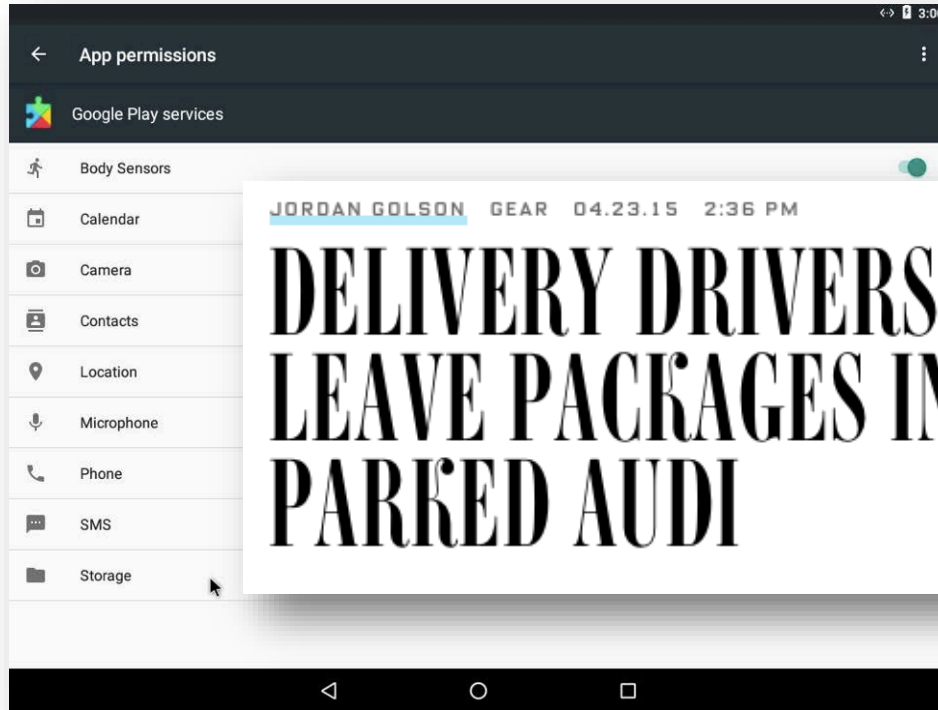 3:0
App permissions
Google Play services
Body Sensors
Calendar
Camera
Contacts
Location
Microphone
Phone
SMS
Storage
JORDAN GOLSON GEAR 04.23.15 2:36 PM
DELIVERY DRIVERS
LEAVE PACKAGES IN
PARKED AUDI